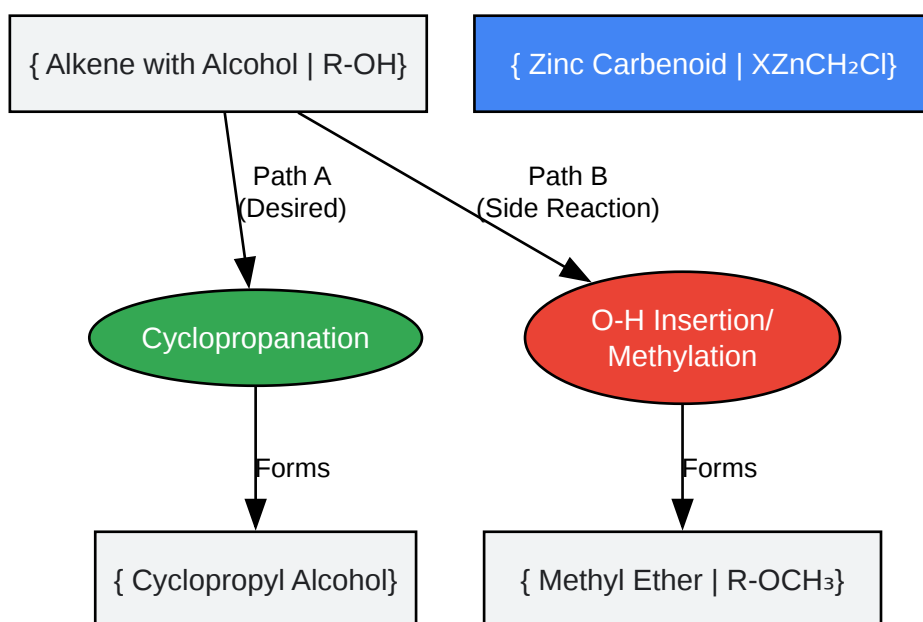 { Alkene with Alcohol | R-OH}
{ Zinc Carbenoid | XZnCH₂Cl}
Path A
(Desired)
Path B
(Side Reaction)
Cyclopropanation
O-H Insertion/
Methylation
Forms
Forms
{ Cyclopropyl Alcohol}
{ Methyl Ether | R-OCH₃}